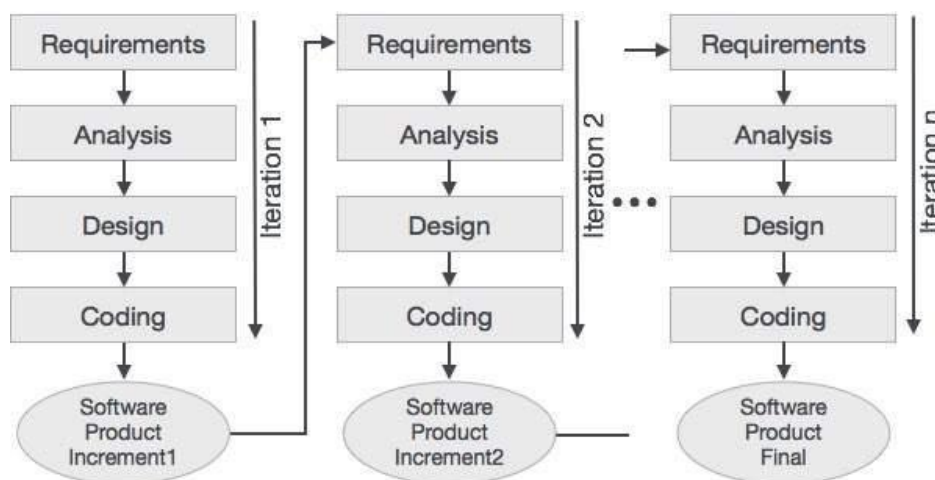 Requirements
Analysis
Design
Coding
Software
Product
Increment1
Iteration 1
Requirements
Analysis
Design
Coding
Software
Product
Increment2
Iteration 2
Requirements
Analysis
Design
Coding
Software
Product
Final
Iteration n